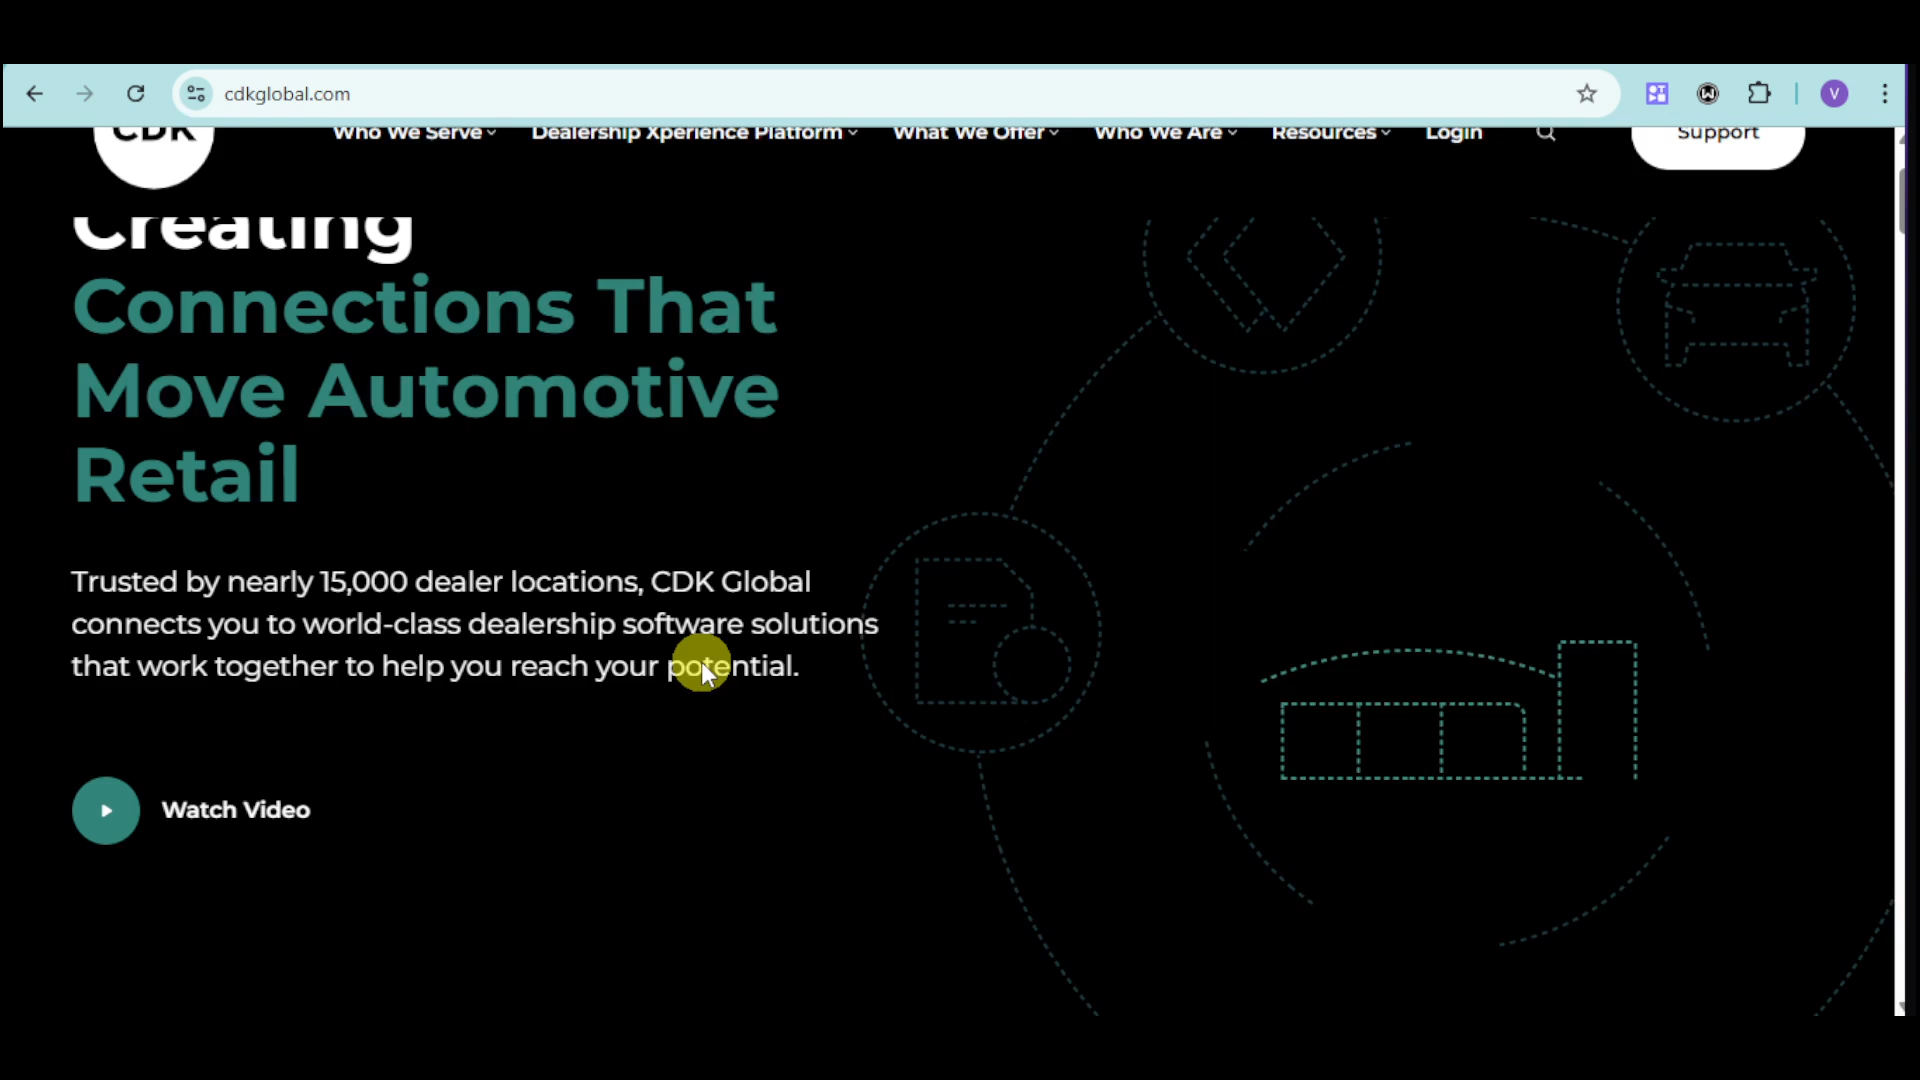 cdkglobal.com
V
CDK
Who We Serve
Dealership Xperience Platform
What We Offer
Who We Are
Resources
Login
Support
Creating
Connections That
Move Automotive
Retail
Trusted by nearly 15,000 dealer locations, CDK Global
connects you to world-class dealership software solutions
that work together to help you reach your potential.
Watch Video